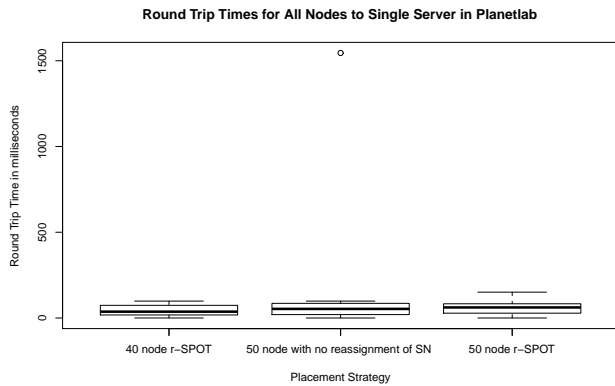 Round Trip Times for All Nodes to Single Server in Planetlab
Round Trip Time in milliseconds
1500
1000
500
0
40 node r−SPOT
50 node with no reassignment of SN
50 node r−SPOT
Placement Strategy